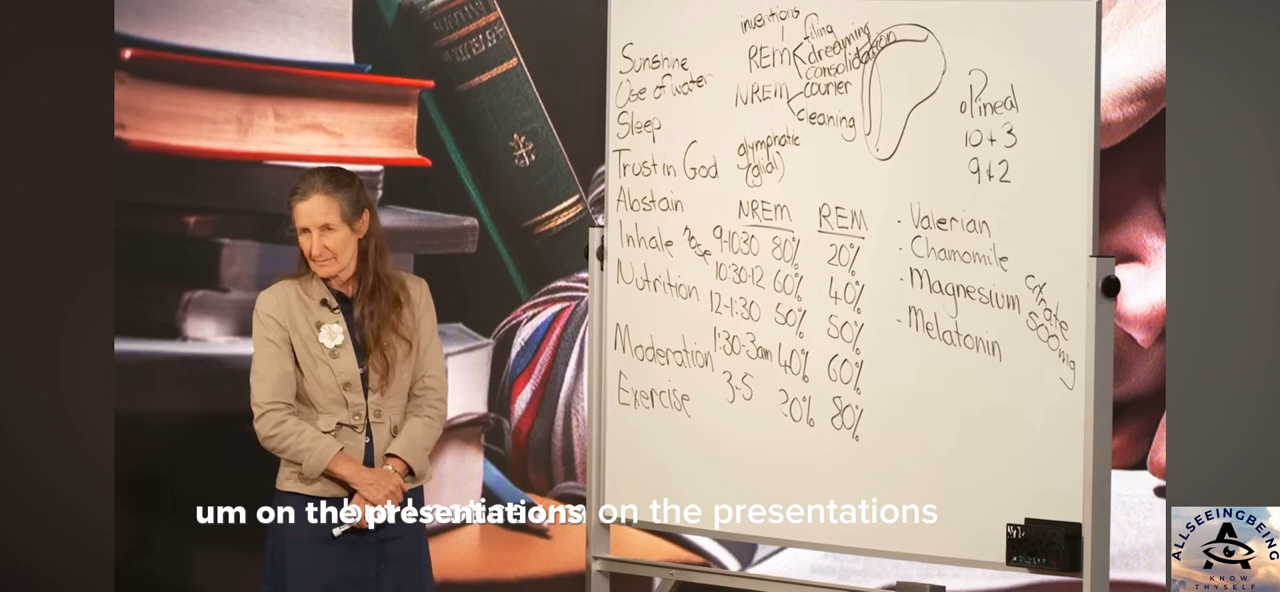 inventions
REM
filing
dreaming
consolidation
NREM
courier
cleaning
glymphatic
(glial)
Sunshine
Use of water
Sleep
Trust in God
Abstain
Inhale nose
Nutrition
Moderation
Exercise
NREM REM
9-10:30 80% 20%
10:30-12 60% 40%
12-1:30 50% 50%
1:30-3am 40% 60%
3-5 20% 80%
Pineal
10+3
9+2
- Valerian
- Chamomile
- Magnesium
500mg
- Melatonin
um on the presentations
um on the presentations
ALLSEEINGBEING
KNOW
THYSELF